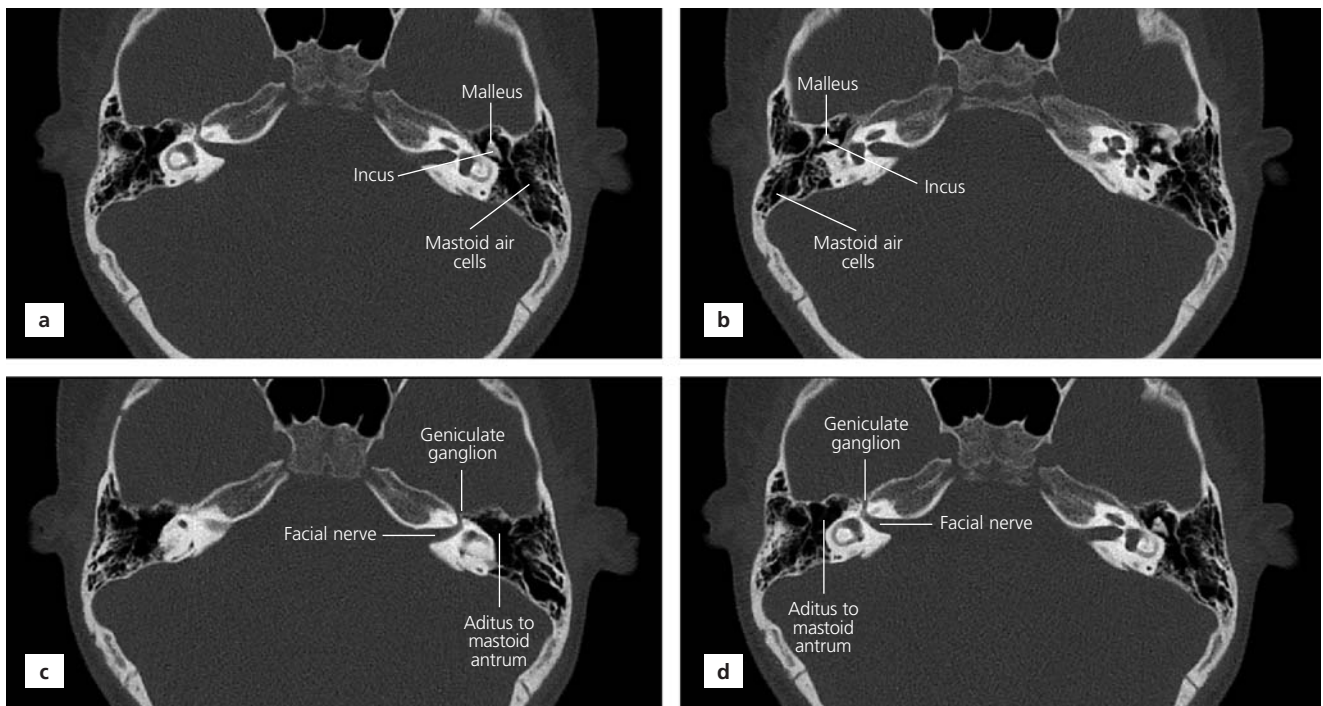 Malleus
Incus
Mastoid air
cells
a
Malleus
Incus
Mastoid air
cells
b
Geniculate
ganglion
Facial nerve
Aditus to
mastoid
antrum
c
Geniculate
ganglion
Facial nerve
Aditus to
mastoid
antrum
d